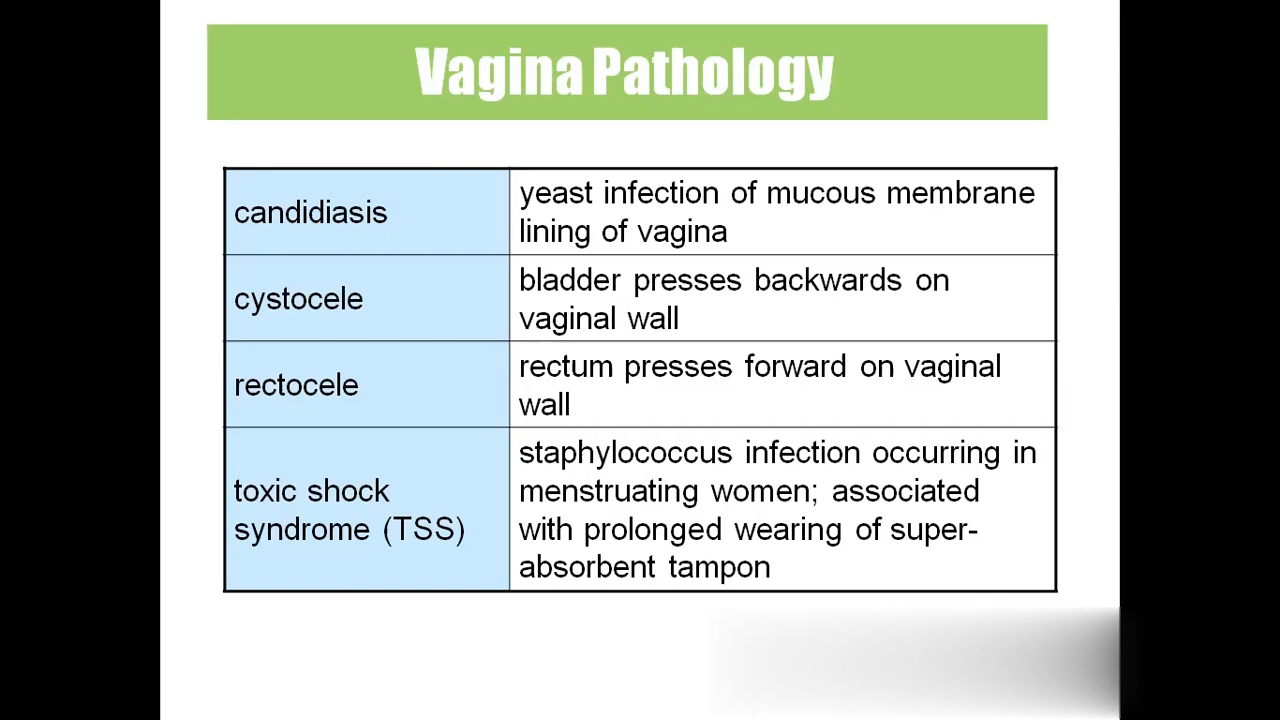 Vagina Pathology
candidiasis
yeast infection of mucous membrane
lining of vagina
cystocele
bladder presses backwards on
vaginal wall
rectocele
rectum presses forward on vaginal
wall
toxic shock
syndrome (TSS)
staphylococcus infection occurring in
menstruating women; associated
with prolonged wearing of super-
absorbent tampon